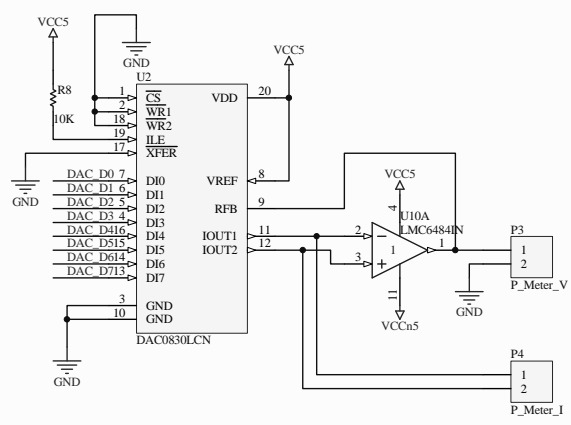 VCC5
GND
VCC5
R8
10K
U2
1 CS VDD 20
2 WR1
18 WR2
19 ILE
17 XFER
GND
DAC_D0 7 DI0 VREF 8
DAC_D1 6 DI1
DAC_D2 5 DI2 RFB 9
DAC_D3 4 DI3
DAC_D416 DI4 IOUT1 11
DAC_D515 DI5 IOUT2 12
DAC_D614 DI6
DAC_D713 DI7
3 GND
10 GND
DAC0830LCN
GND
VCC5
4
U10A
LMC6484IN
2
3
1
1
11
VCCn5
P3
1
2
P_Meter_V
GND
P4
1
2
P_Meter_I